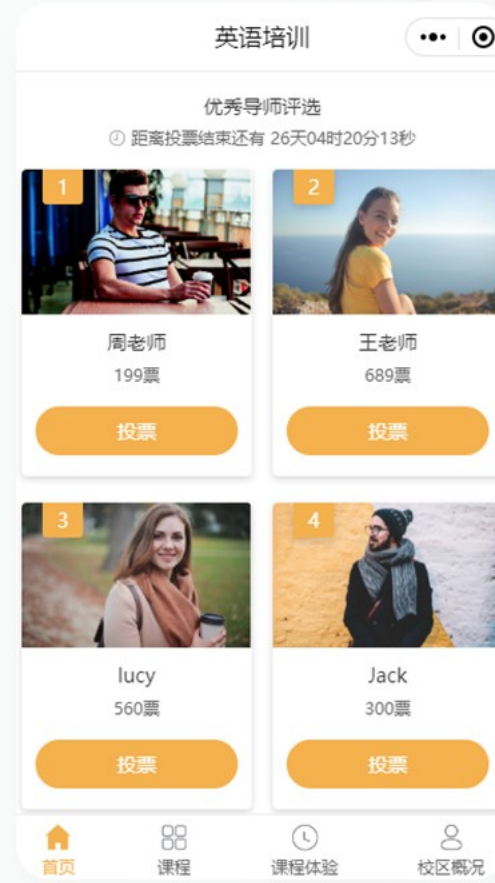 英语培训
优秀导师评选
距离投票结束还有 26天04时20分13秒
1
2
周老师
王老师
199票
689票
投票
投票
3
4
lucy
Jack
560票
300票
投票
投票
首页
课程
课程体验
校区概况